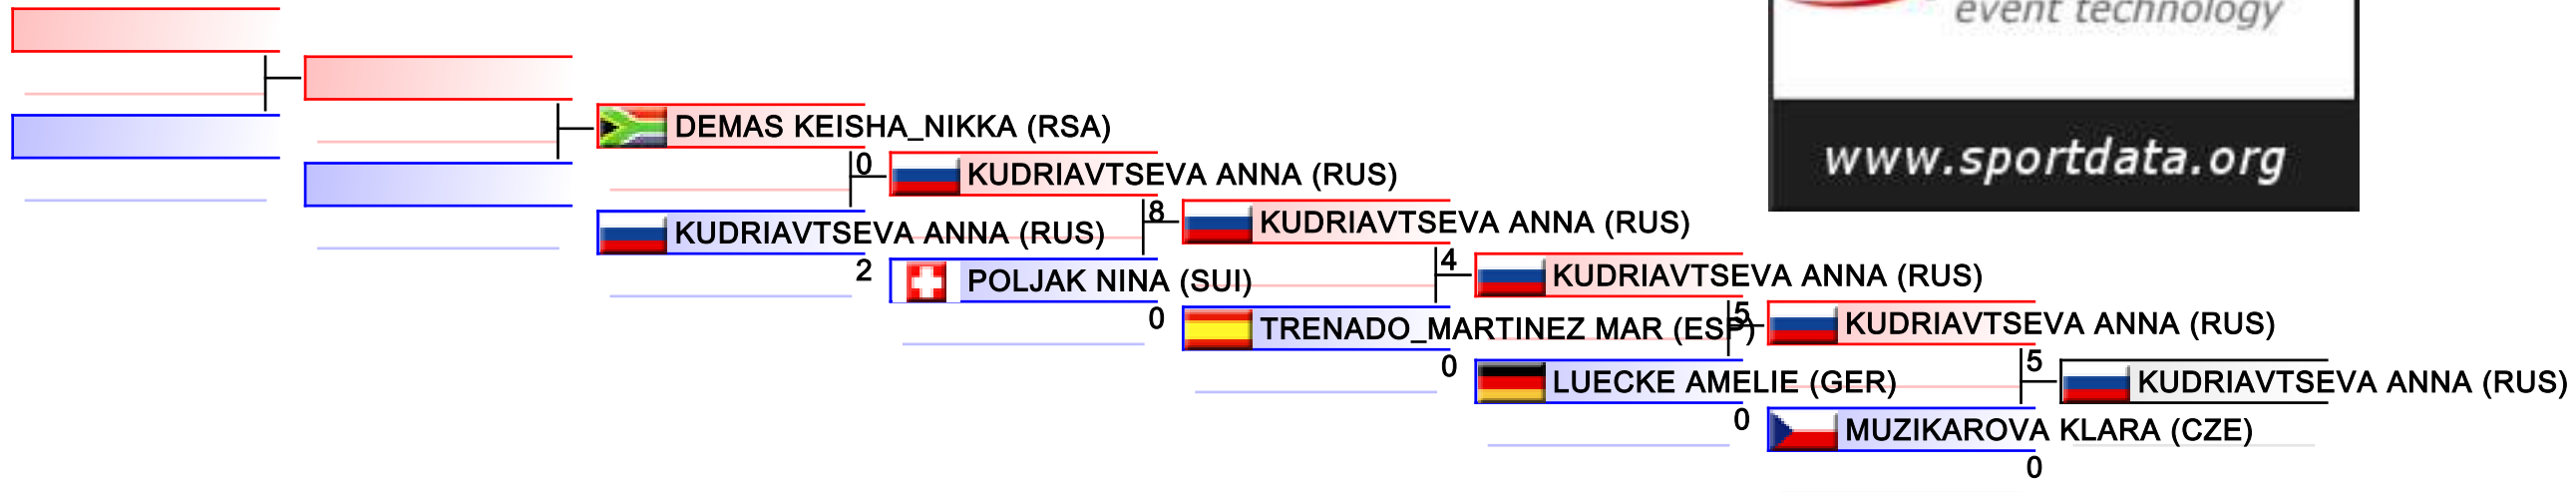 event technology
DEMAS KEISHA_NIKKA (RSA)
www.sportdata.org
0
KUDRIAVTSEVA ANNA (RUS)
8
KUDRIAVTSEVA ANNA (RUS)
KUDRIAVTSEVA ANNA (RUS)
2
POLJAK NINA (SUI)
4
KUDRIAVTSEVA ANNA (RUS)
0
TRENADO_MARTINEZ MAR (ESP)
5
KUDRIAVTSEVA ANNA (RUS)
0
LUECKE AMELIE (GER)
5
KUDRIAVTSEVA ANNA (RUS)
0
MUZIKAROVA KLARA (CZE)
0